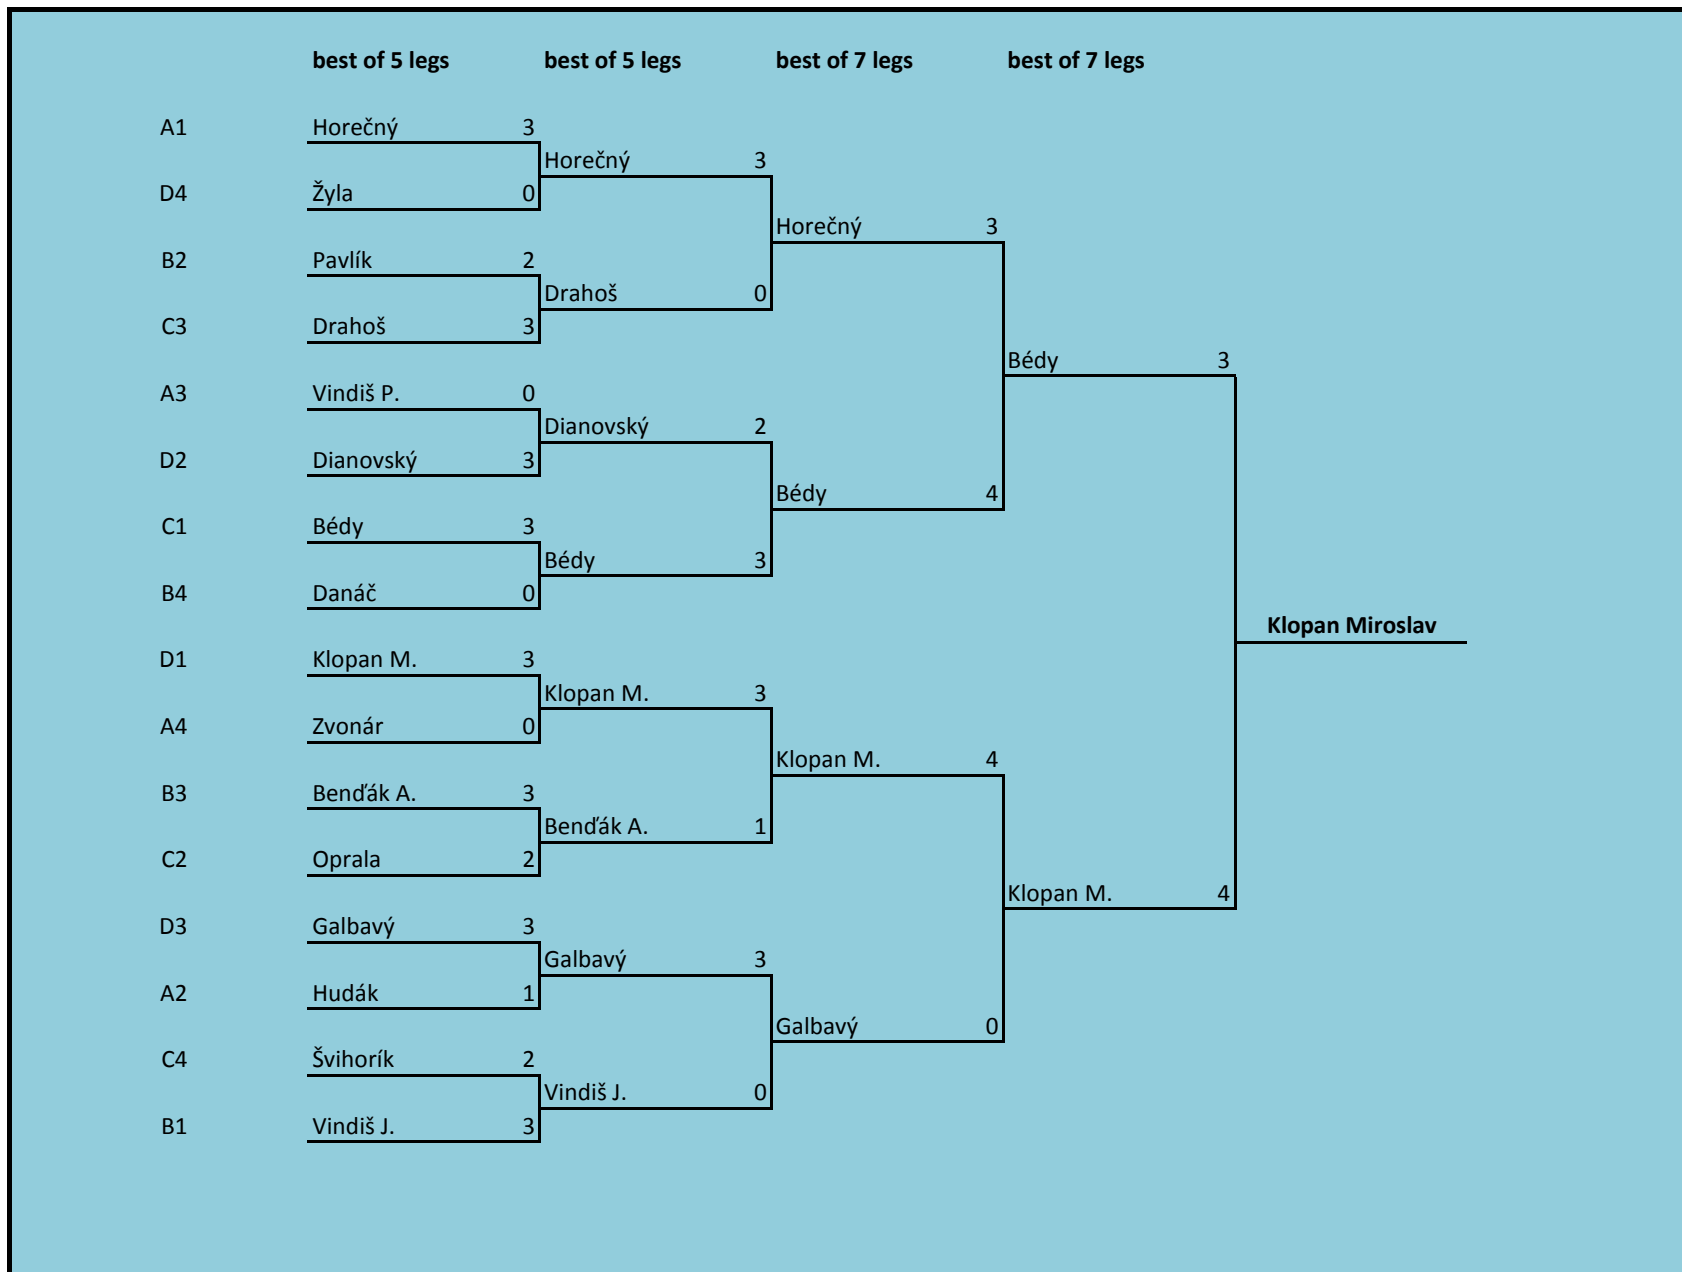 best of 5 legs best of 5 legs best of 7 legs best of 7 legs
A1 Horečný 3
Horečný 3
D4 Žyla 0
Horečný 3
B2 Pavlík 2
Drahoš 0
C3 Drahoš 3
Bédy 3
A3 Vindiš P. 0
Dianovský 2
D2 Dianovský 3
Bédy 4
C1 Bédy 3
Bédy 3
B4 Danáč 0
Klopan Miroslav
D1 Klopan M. 3
Klopan M. 3
A4 Zvonár 0
Klopan M. 4
B3 Benďák A. 3
Benďák A. 1
C2 Oprala 2
Klopan M. 4
D3 Galbavý 3
Galbavý 3
A2 Hudák 1
Galbavý 0
C4 Švihorík 2
Vindiš J. 0
B1 Vindiš J. 3